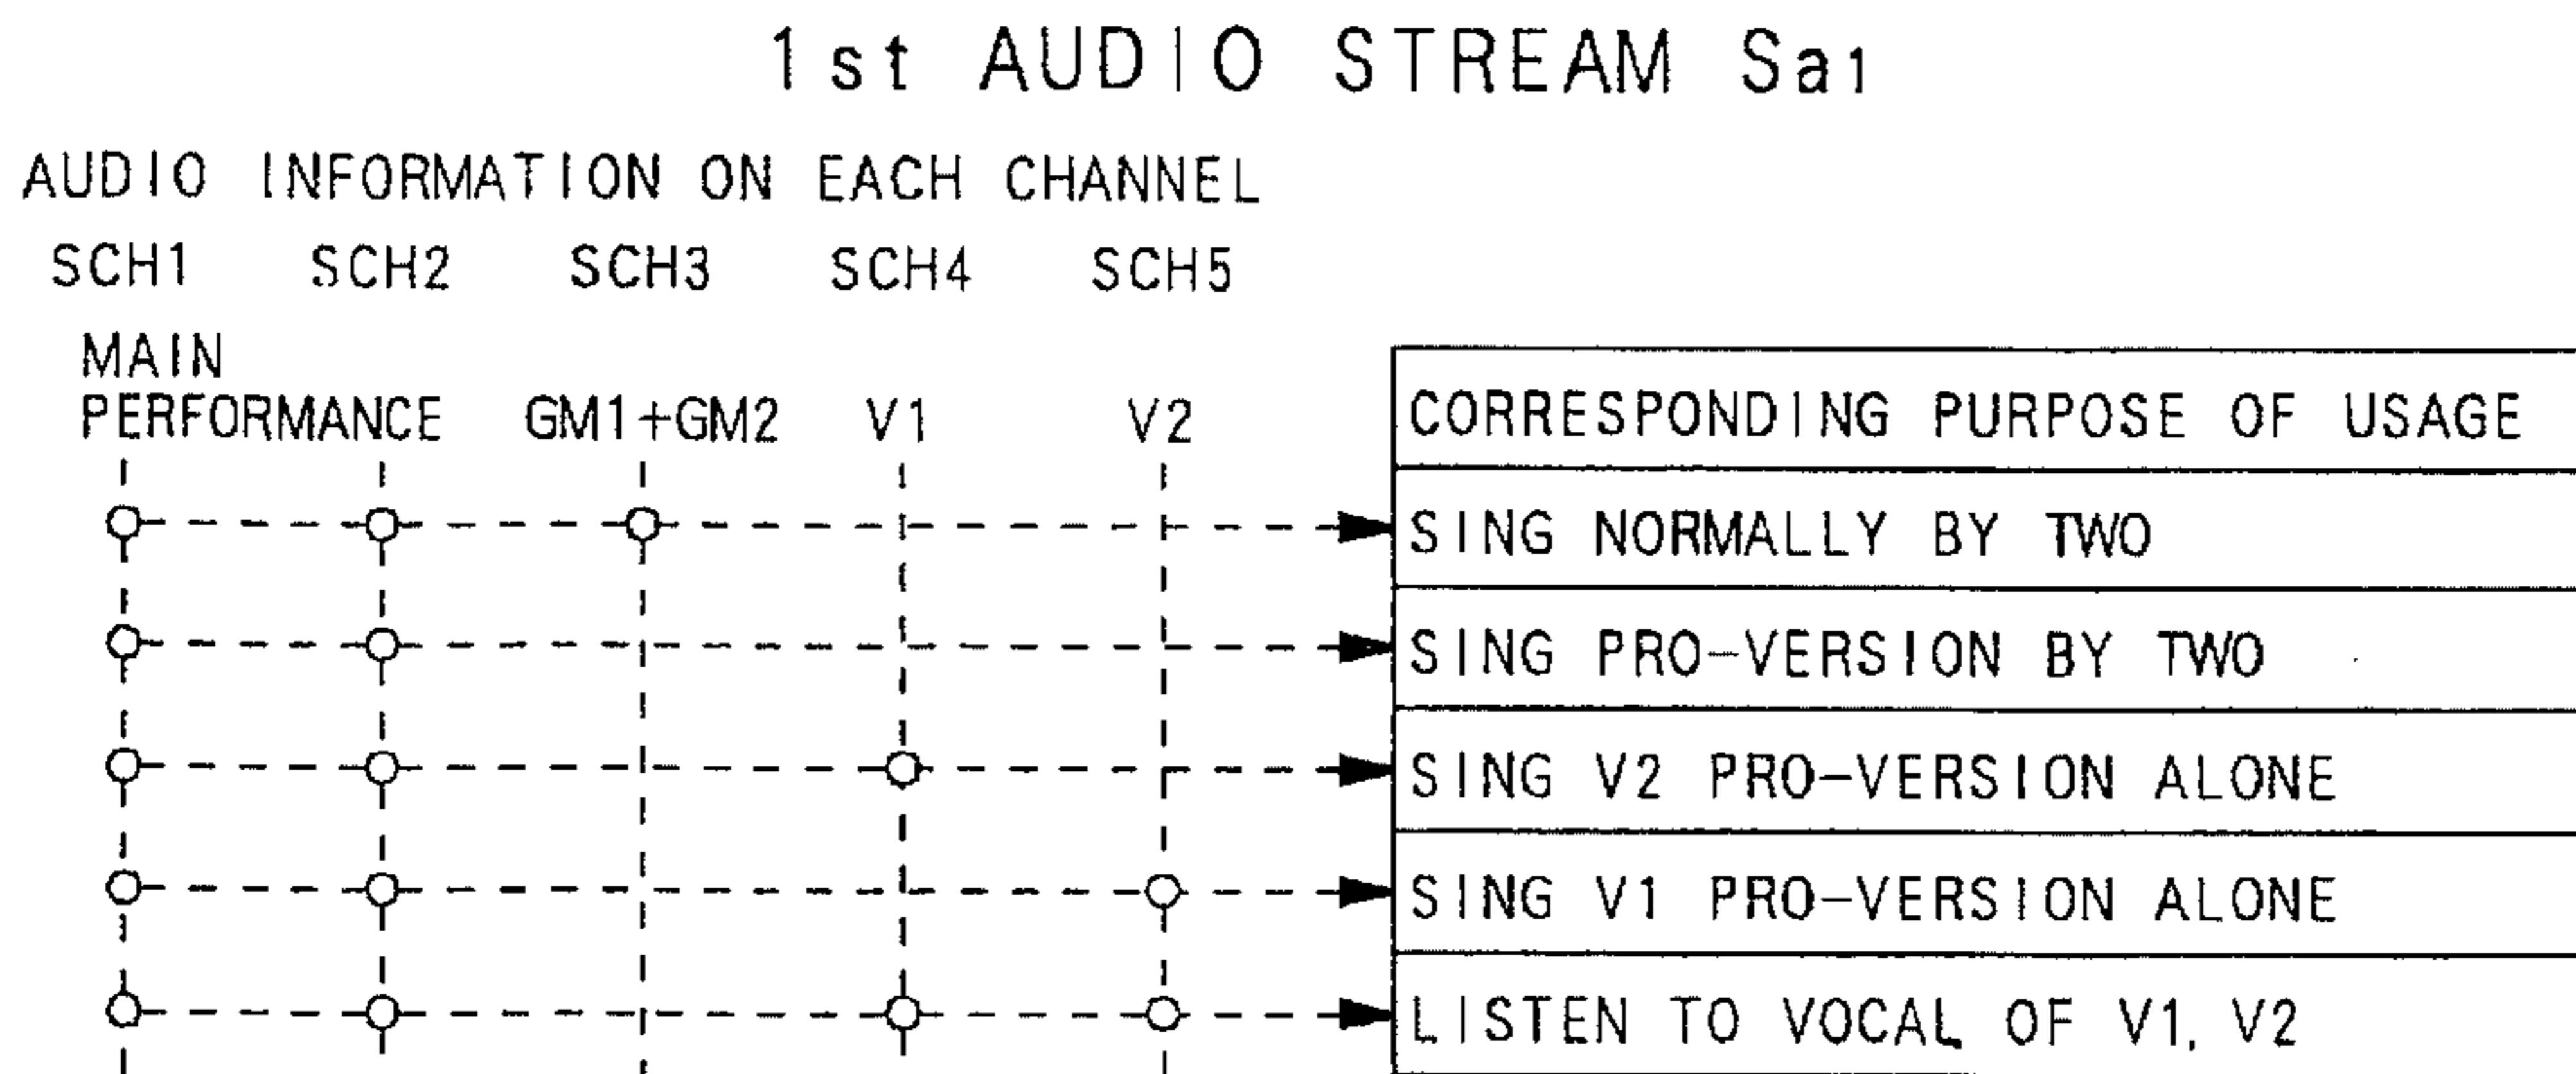 1st AUDIO STREAM Sa1
AUDIO INFORMATION ON EACH CHANNEL
SCH1 SCH2 SCH3 SCH4 SCH5
MAIN
PERFORMANCE GM1+GM2 V1 V2
CORRESPONDING PURPOSE OF USAGE
SING NORMALLY BY TWO
SING PRO-VERSION BY TWO
SING V2 PRO-VERSION ALONE
SING V1 PRO-VERSION ALONE
LISTEN TO VOCAL OF V1, V2